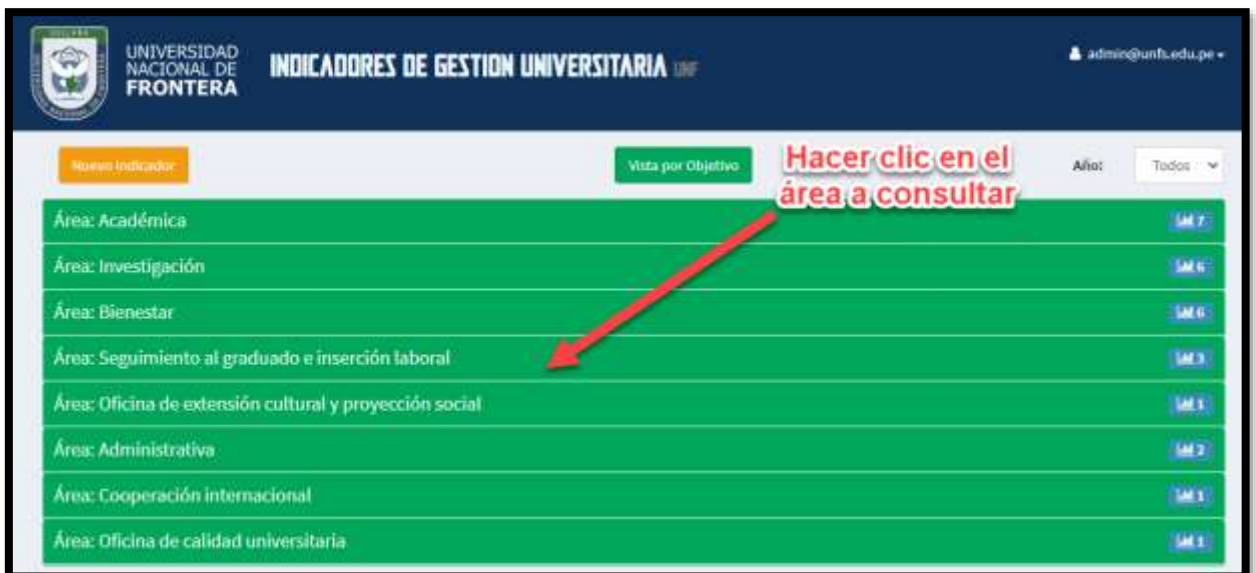 UNIVERSIDAD
NACIONAL DE
FRONTERA
INDICADORES DE GESTION UNIVERSITARIA UNF
admin@unfs.edu.pe
Nuevo Indicador
Vista por Objetivo
Hacer clic en el
área a consultar
Año:
Todos
Área: Académica
7
Área: Investigación
6
Área: Bienestar
6
Área: Seguimiento al graduado e inserción laboral
3
Área: Oficina de extensión cultural y proyección social
1
Área: Administrativa
2
Área: Cooperación internacional
1
Área: Oficina de calidad universitaria
1